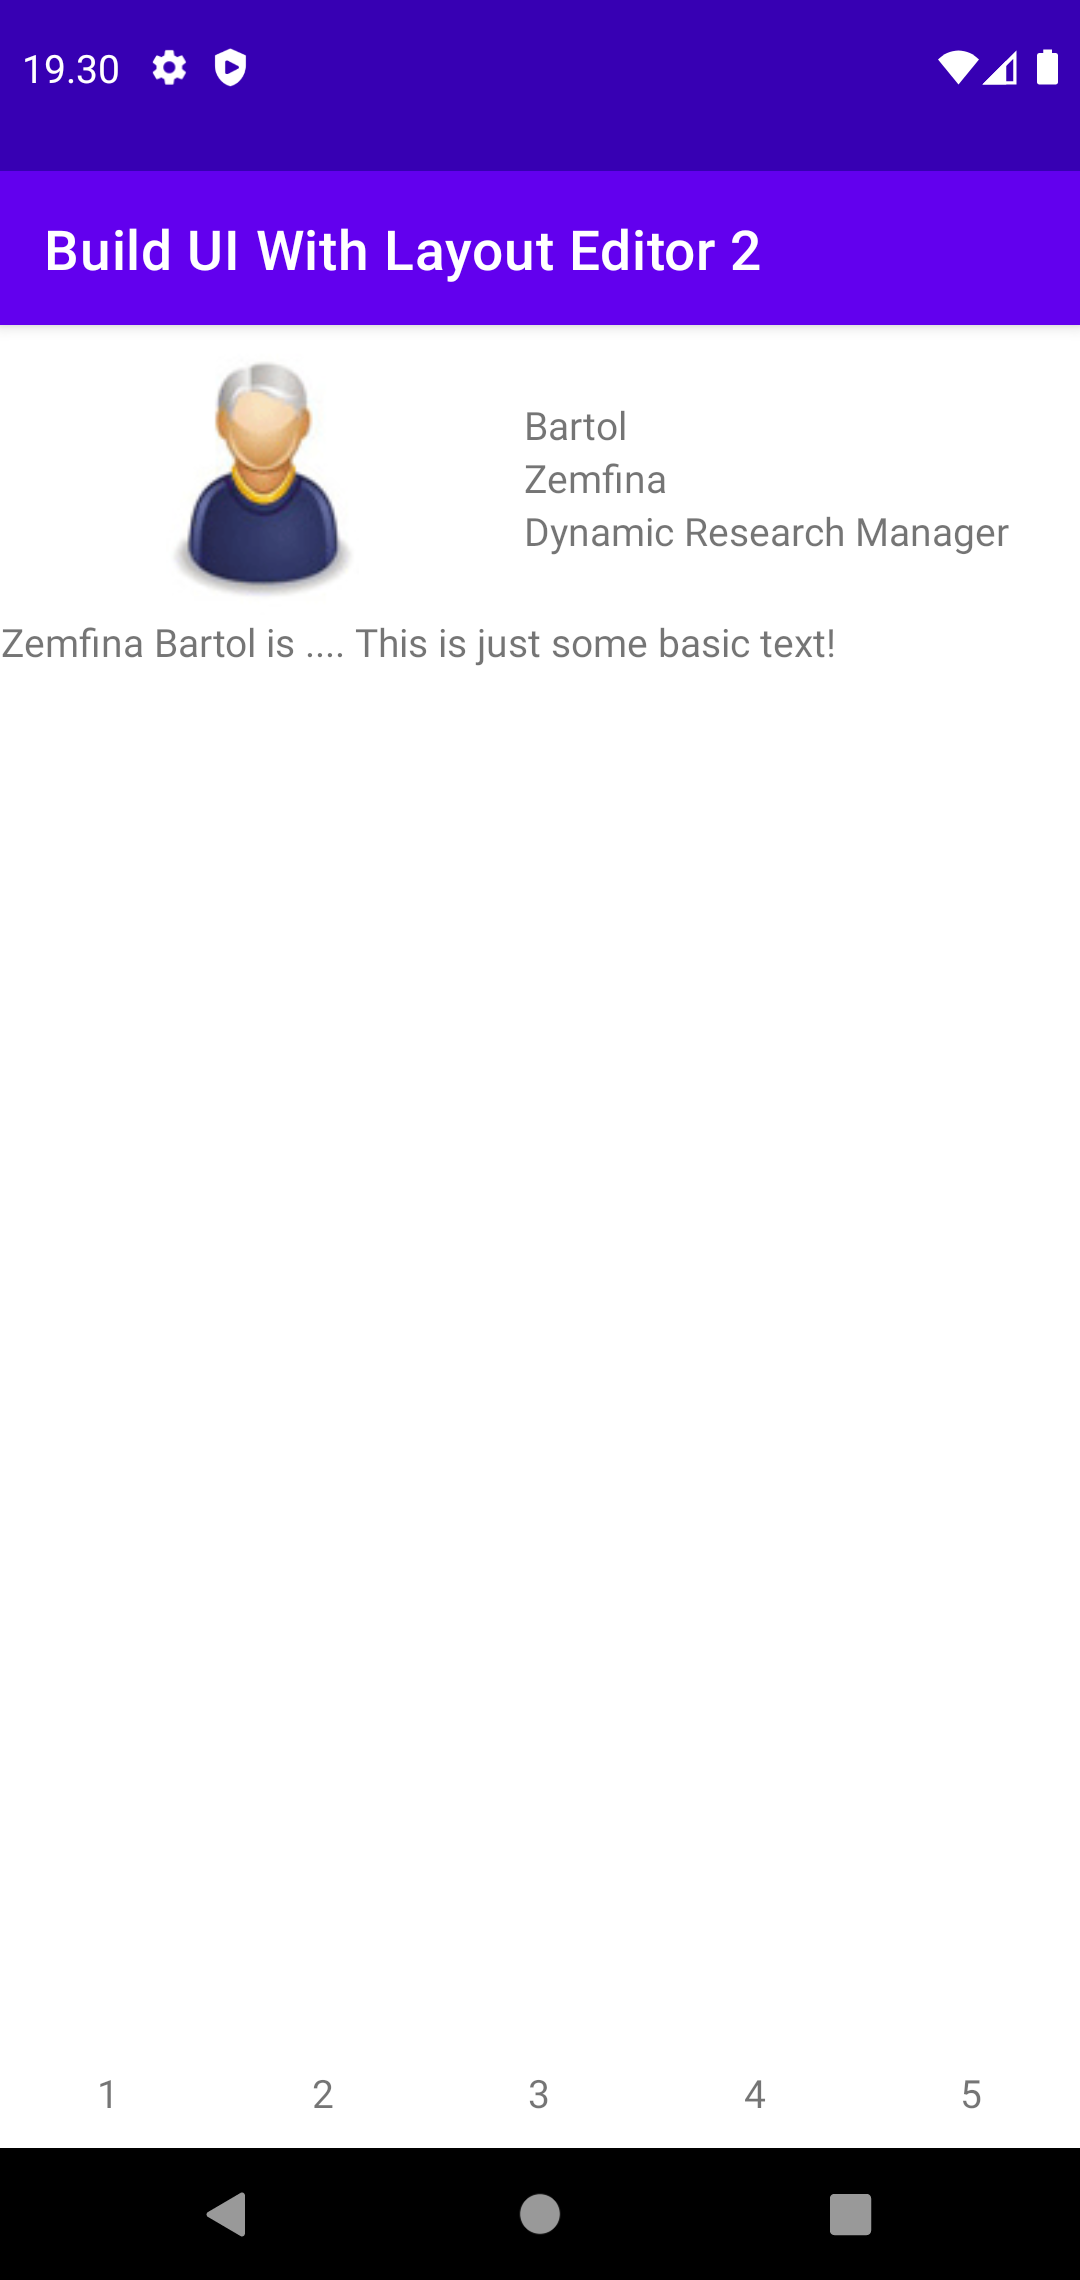 19.30
Build UI With Layout Editor 2
Bartol
Zemfina
Dynamic Research Manager
Zemfina Bartol is .... This is just some basic text!
1 2 3 4 5